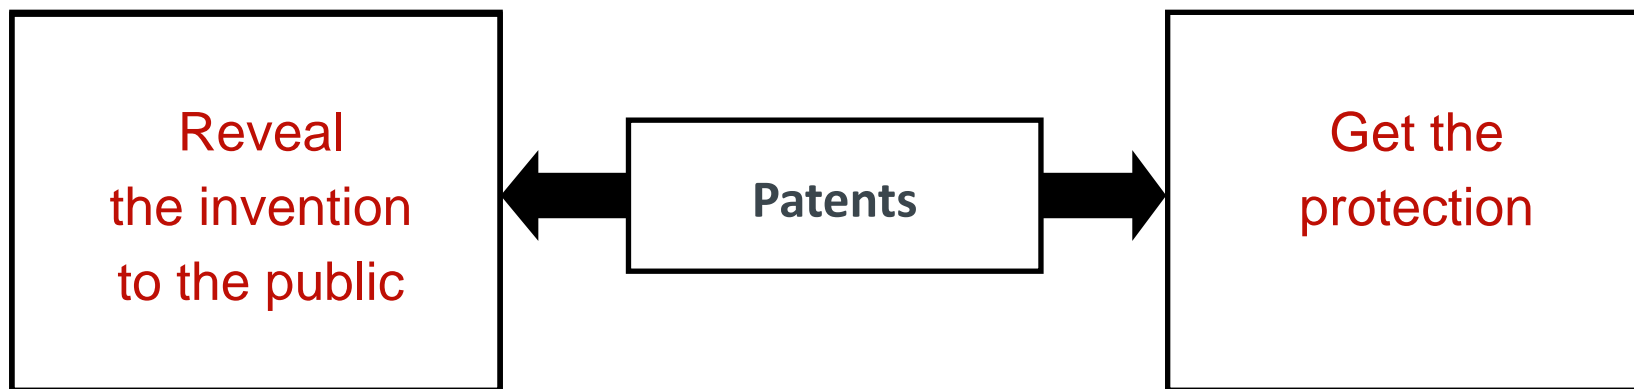 Reveal
the invention
to the public
Patents
Get the
protection